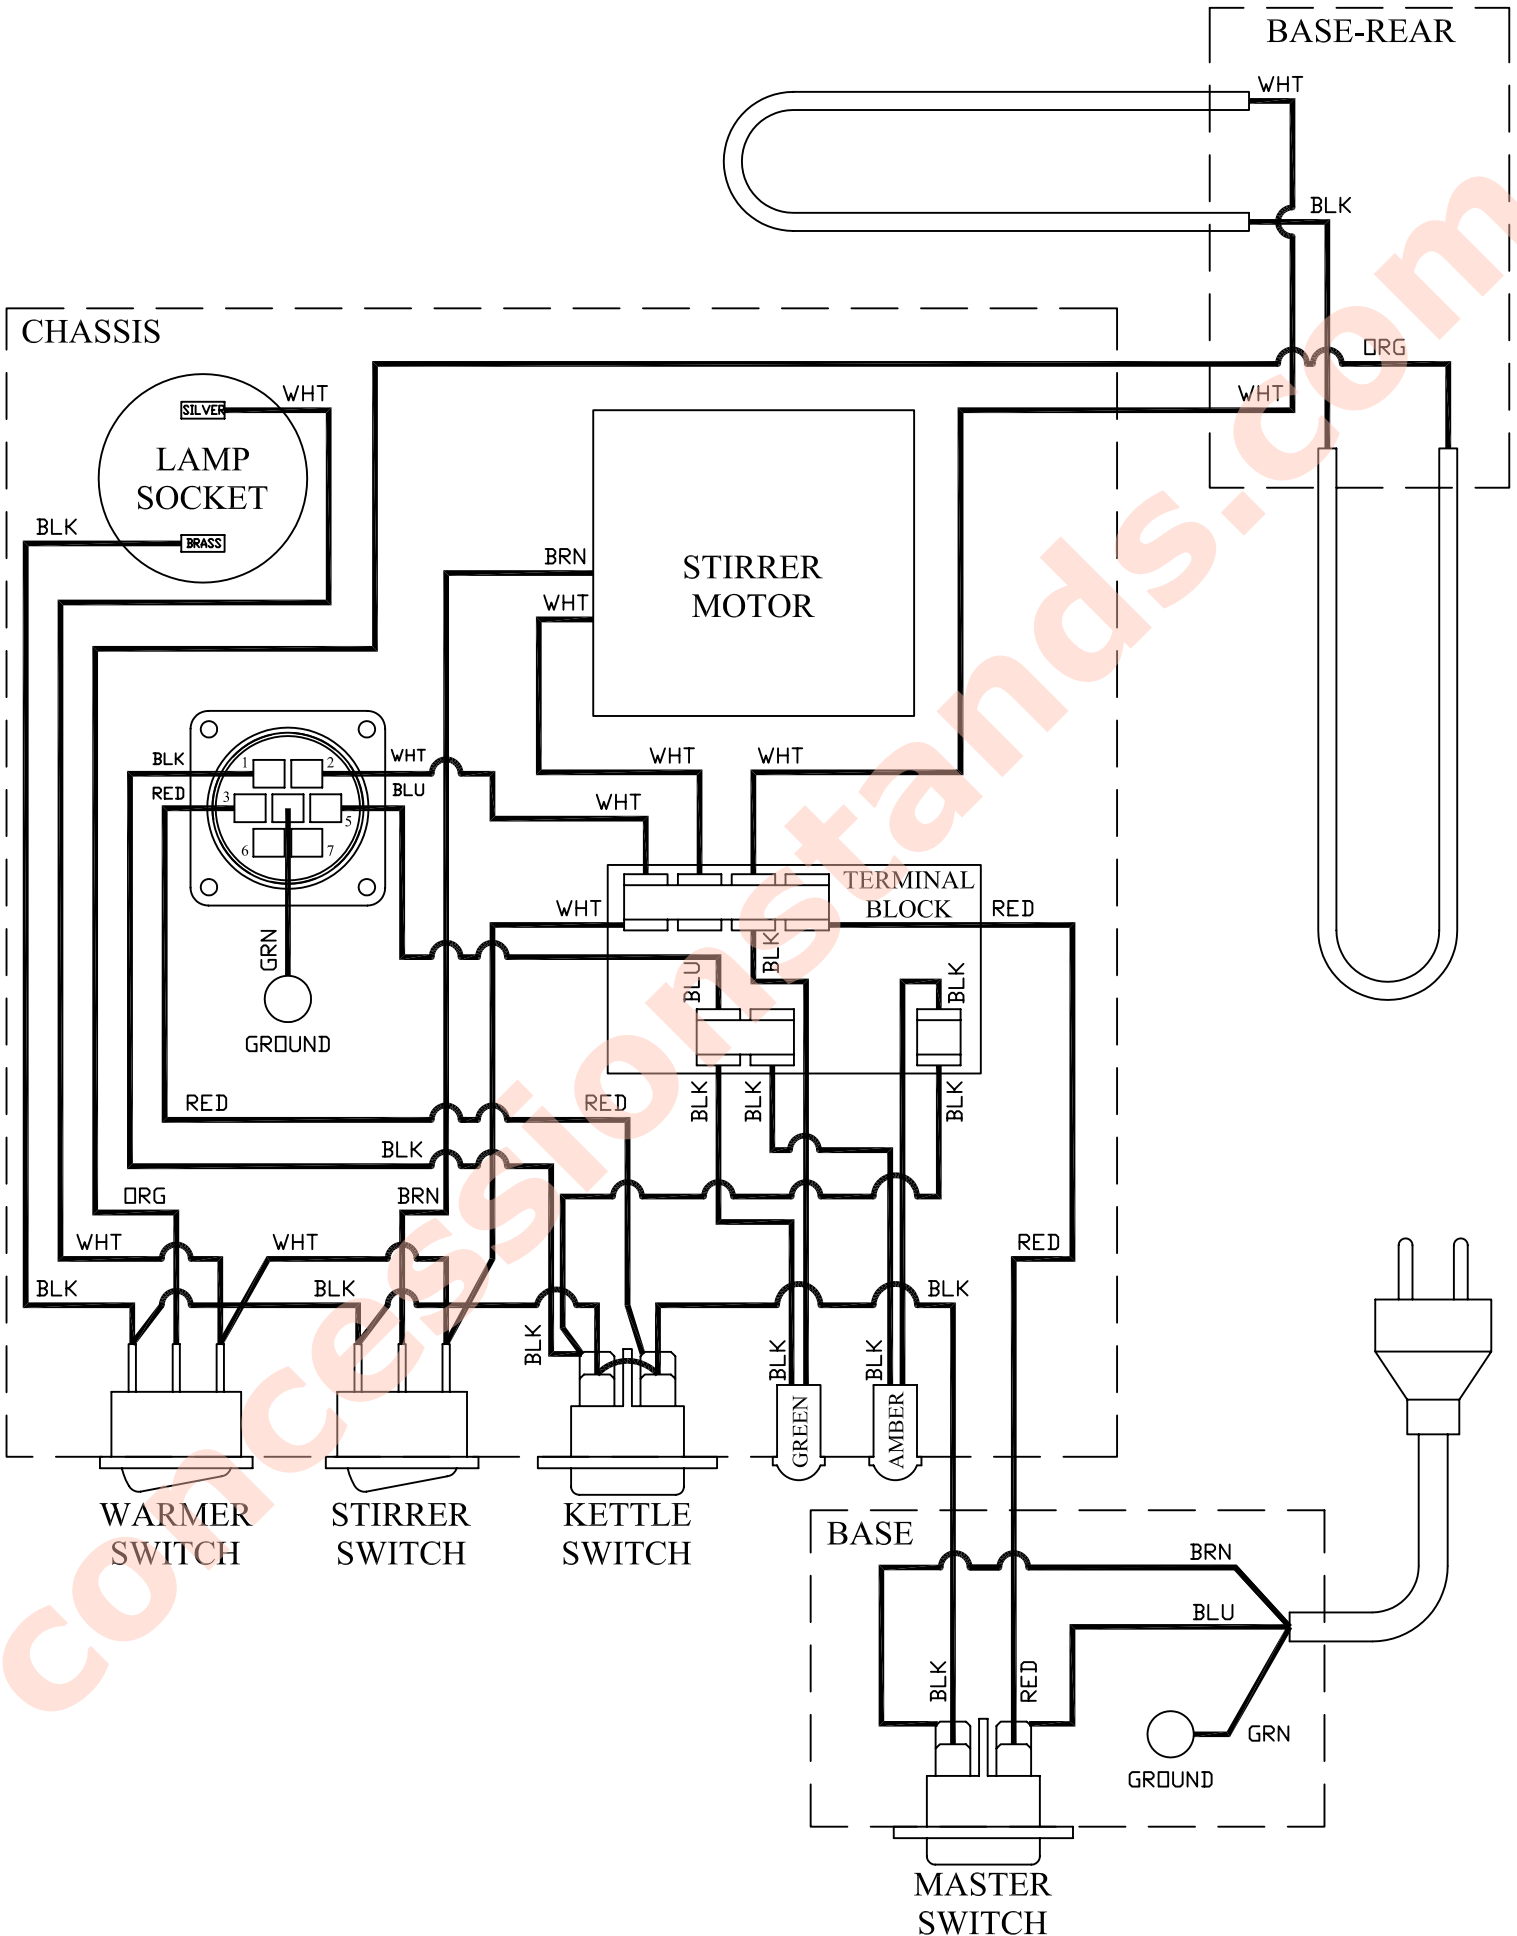 BASE-REAR
WHT
BLK
CHASSIS
ORG
WHT
WHT
SILVER
LAMP
SOCKET
BLK
BRASS
BRN
WHT
STIRRER
MOTOR
BLK
1
2
WHT
WHT
WHT
RED
3
5
BLU
WHT
6
7
TERMINAL
BLOCK
WHT
RED
GRN
BLK
BLU
BLK
GROUND
BLK
BLK
BLK
RED
RED
BLK
ORG
BRN
WHT
WHT
RED
BLK
BLK
BLK
BLK
BLK
BLK
GREEN
AMBER
WARMER
SWITCH
STIRRER
SWITCH
KETTLE
SWITCH
BASE
BRN
BLU
BLK
RED
GRN
GROUND
MASTER
SWITCH
concessionstands.com